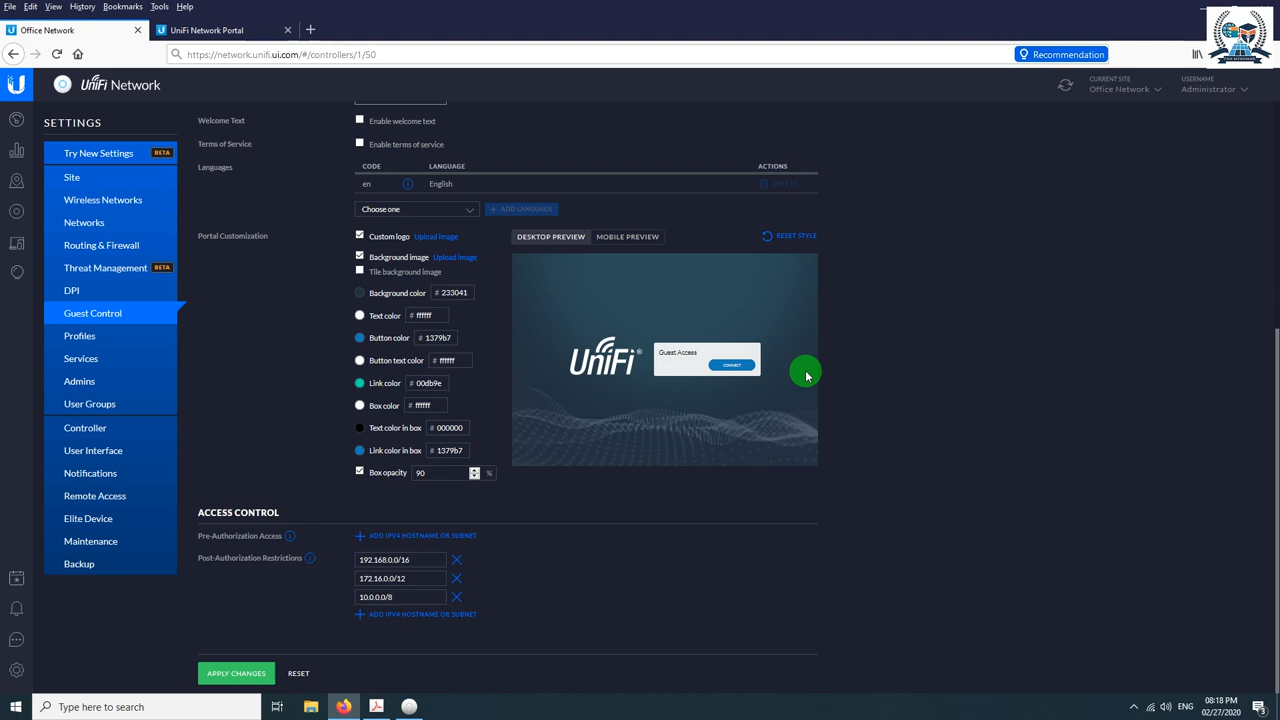 File Edit View History Bookmarks Tools Help
Office Network
UniFi Network Portal
https://network.unifi.ui.com/#/controllers/1/50
Recommendation
UniFi Network
CURRENT SITE
Office Network
USERNAME
Administrator
SETTINGS
Try New Settings BETA
Site
Wireless Networks
Networks
Routing & Firewall
Threat Management BETA
DPI
Guest Control
Profiles
Services
Admins
User Groups
Controller
User Interface
Notifications
Remote Access
Elite Device
Maintenance
Backup
Welcome Text Enable welcome text
Terms of Service Enable terms of service
Languages CODE LANGUAGE ACTIONS
en English DELETE
Choose one ADD LANGUAGE
Portal Customization Custom logo Upload image
Background image Upload image
Tile background image
Background color # 233041
Text color # ffffff
Button color # 1379b7
Button text color # ffffff
Link color # 00db9e
Box color # ffffff
Text color in box # 000000
Link color in box # 1379b7
Box opacity 90 %
DESKTOP PREVIEW MOBILE PREVIEW RESET STYLE
UniFi
Guest Access
CONNECT
ACCESS CONTROL
Pre-Authorization Access ADD IPV4 HOSTNAME OR SUBNET
Post-Authorization Restrictions 192.168.0.0/16
172.16.0.0/12
10.0.0.0/8
ADD IPV4 HOSTNAME OR SUBNET
APPLY CHANGES RESET
Type here to search
ENG
08:18 PM
02/27/2020
3